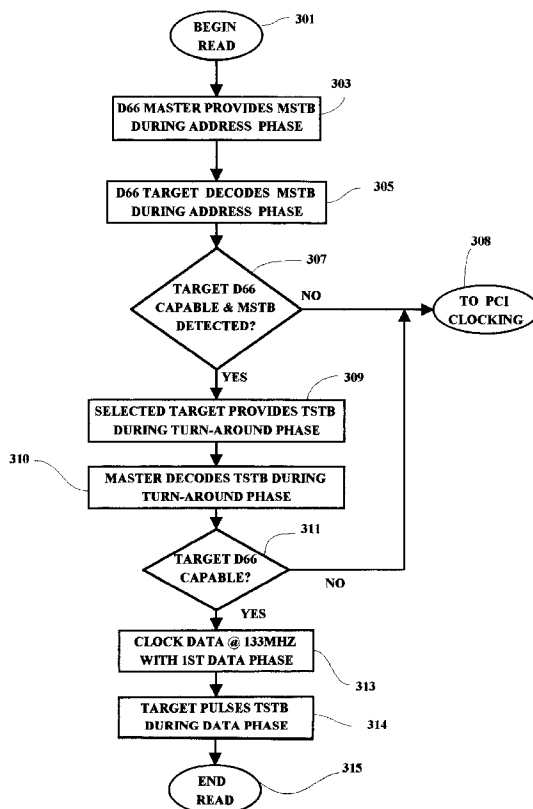 BEGIN
READ
301
303
D66 MASTER PROVIDES MSTB
DURING ADDRESS PHASE
305
D66 TARGET DECODES MSTB
DURING ADDRESS PHASE
307
TARGET D66
CAPABLE & MSTB
DETECTED?
NO
308
TO PCI
CLOCKING
YES
309
SELECTED TARGET PROVIDES TSTB
DURING TURN-AROUND PHASE
310
MASTER DECODES TSTB DURING
TURN-AROUND PHASE
311
TARGET D66
CAPABLE?
NO
YES
CLOCK DATA @ 133MHZ
WITH 1ST DATA PHASE
313
TARGET PULSES TSTB
DURING DATA PHASE
314
315
END
READ